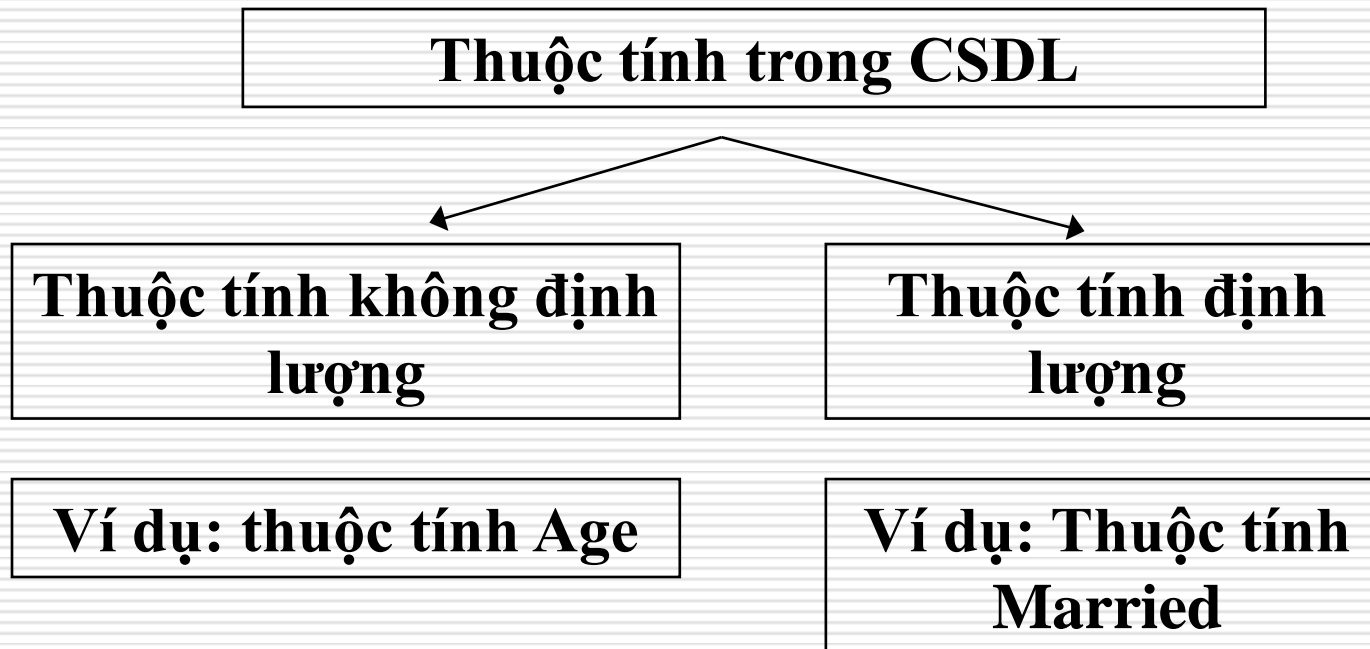 Thuộc tính trong CSDL
Thuộc tính không định
lượng
Thuộc tính định
lượng
Ví dụ: thuộc tính Age
Ví dụ: Thuộc tính
Married